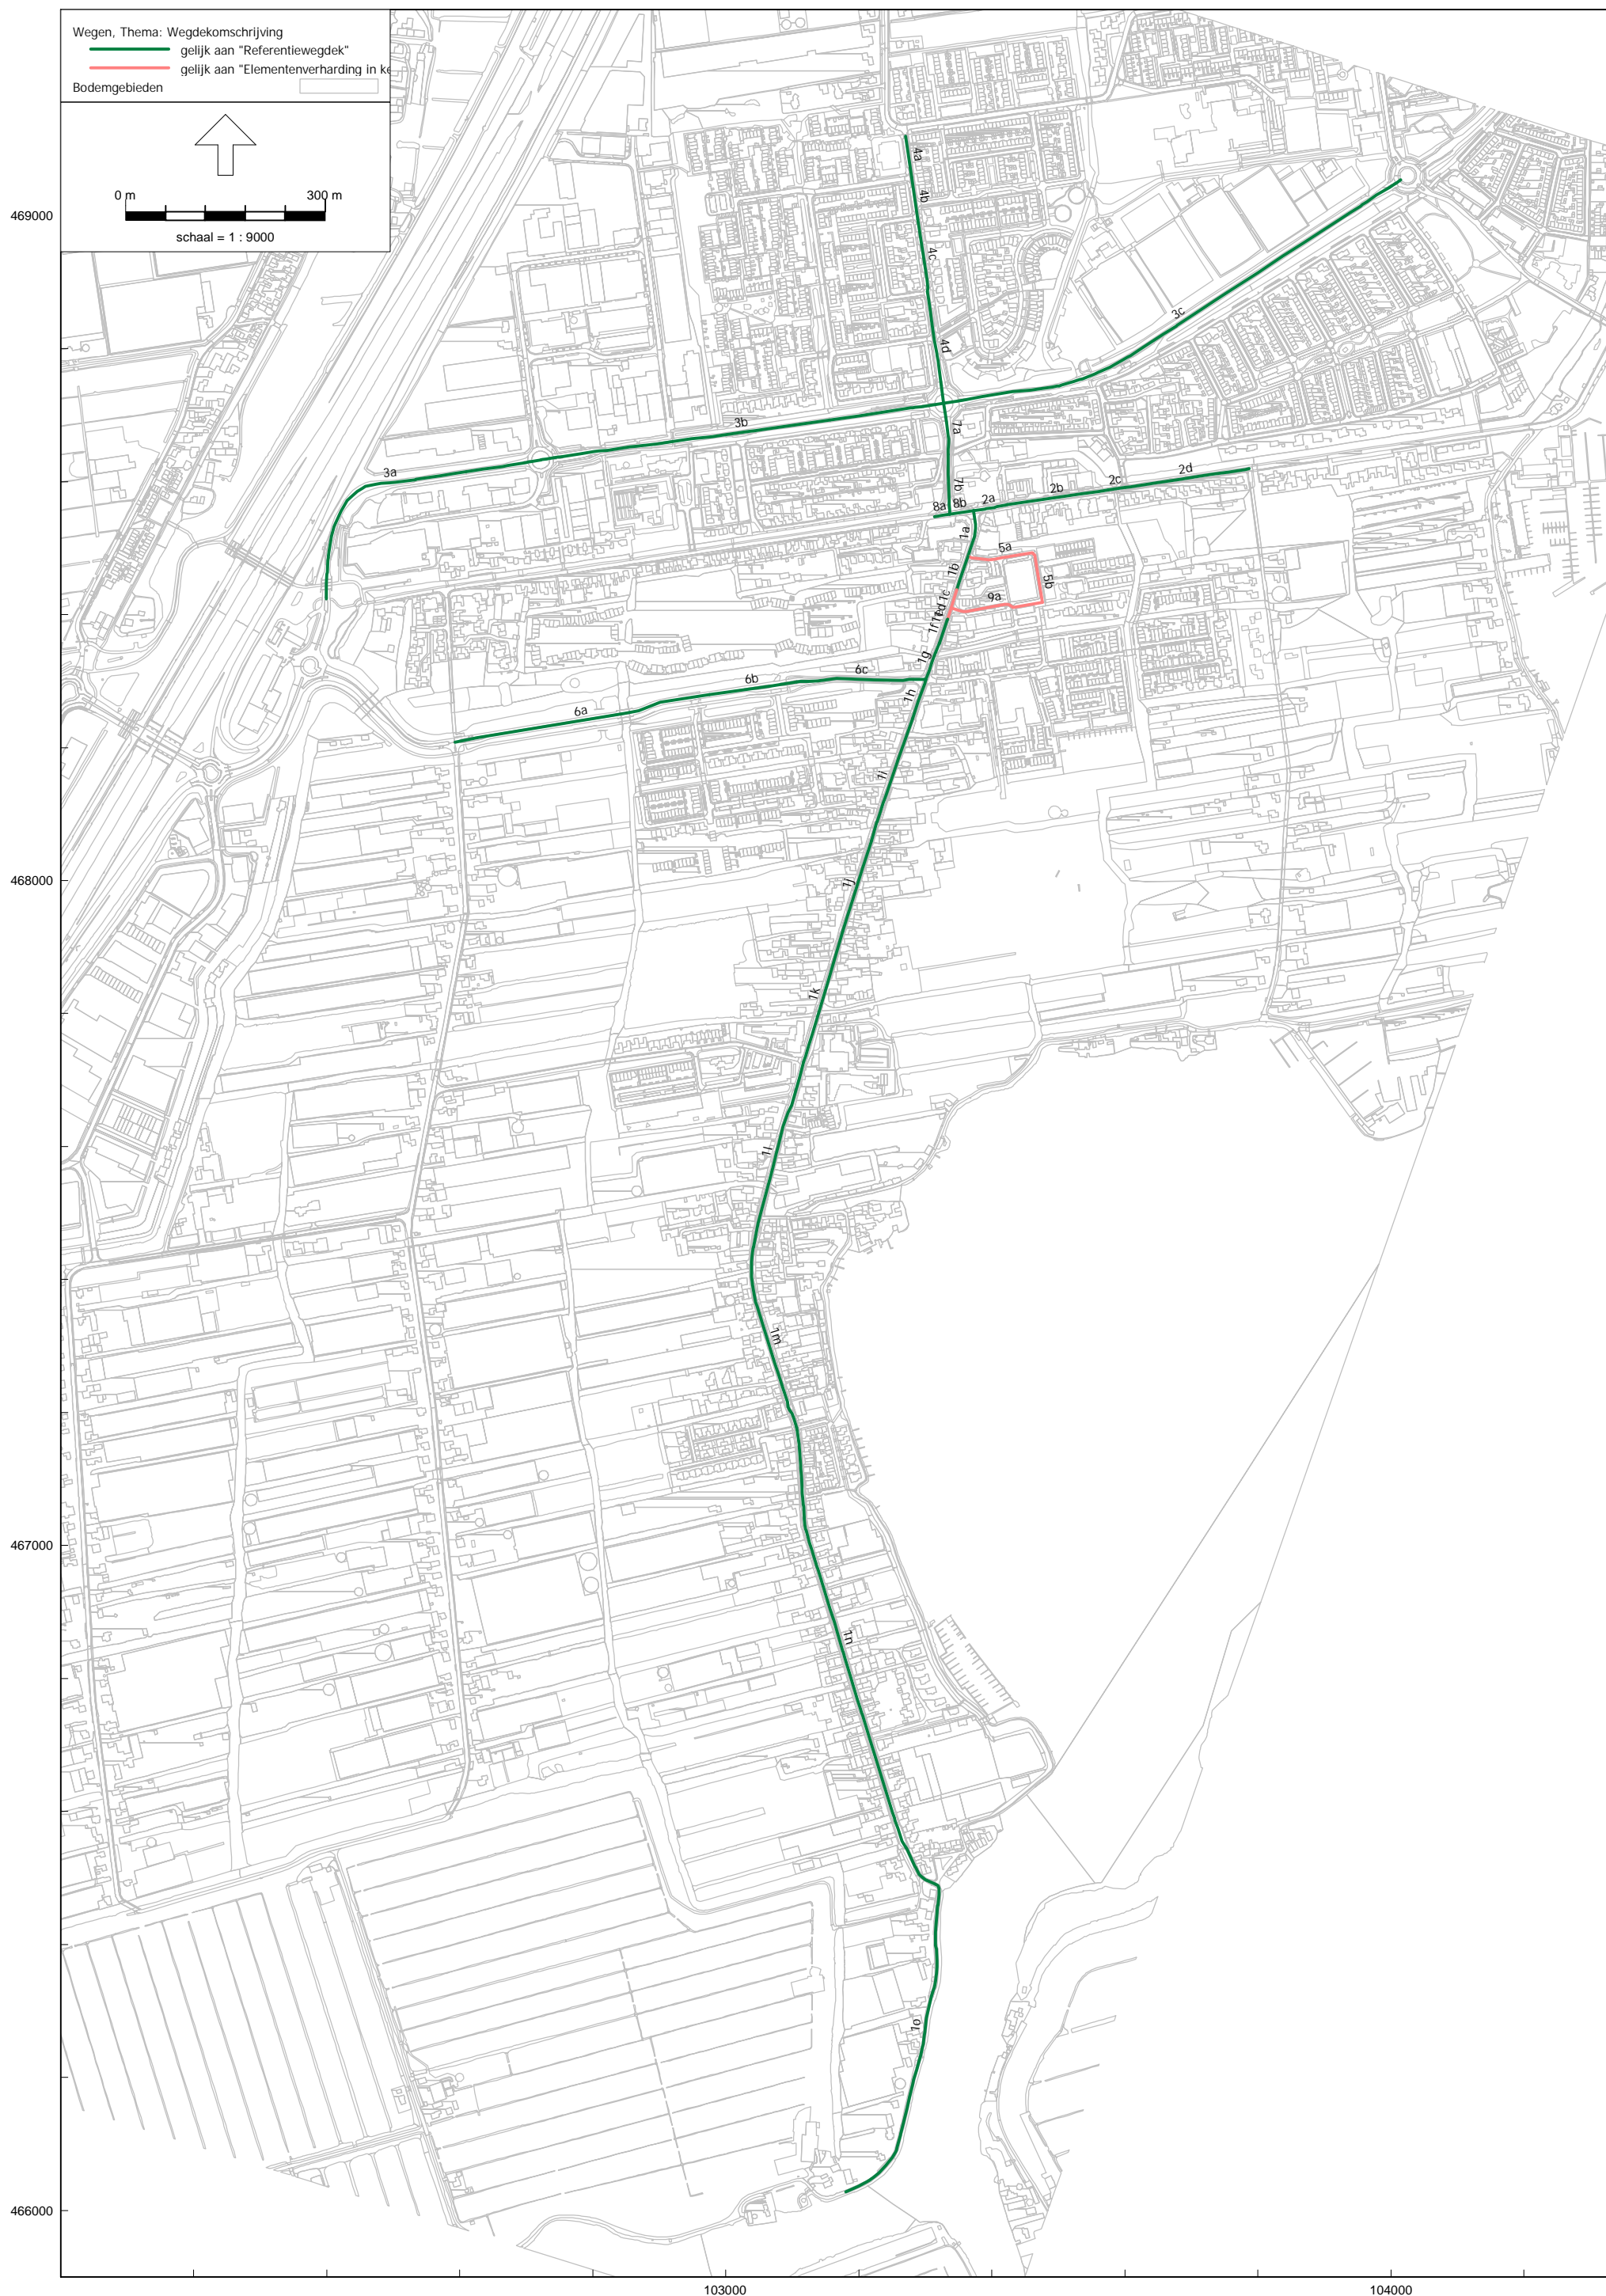 Wegen, Thema: Wegdekomschrijving
gelijk aan "Referentiewegdek"
gelijk aan "Elementenverharding in ke
Bodemgebieden
0 m 300 m
schaal = 1 : 9000
469000
468000
467000
466000
103000
104000
4a
4b
4c
4d
3c
3b
3a
7a
7b
8a
8b
2a
2b
2c
2d
1a
5a
1b
5b
1c
9a
1d
1f
1g
6c
6b
6a
1h
1i
1j
1k
1l
1m
1n
1o